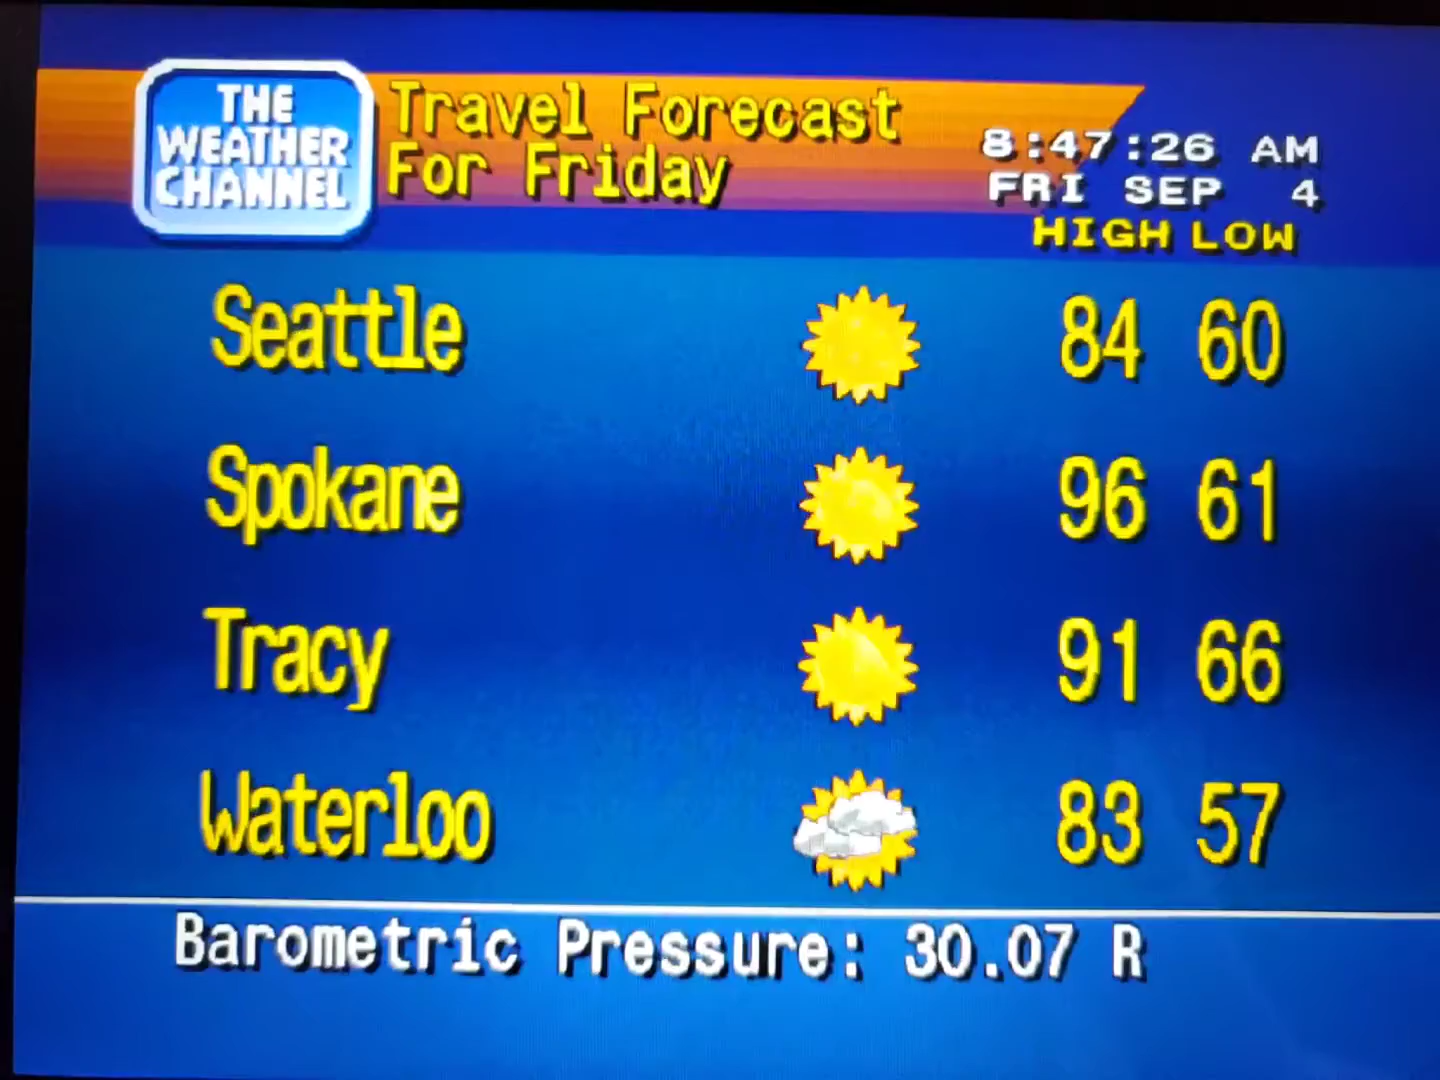 THE
WEATHER
CHANNEL
Travel Forecast
For Friday
8:47:26 AM
FRI SEP 4
HIGH LOW
Seattle 84 60
Spokane 96 61
Tracy 91 66
Waterloo 83 57
Barometric Pressure: 30.07 R